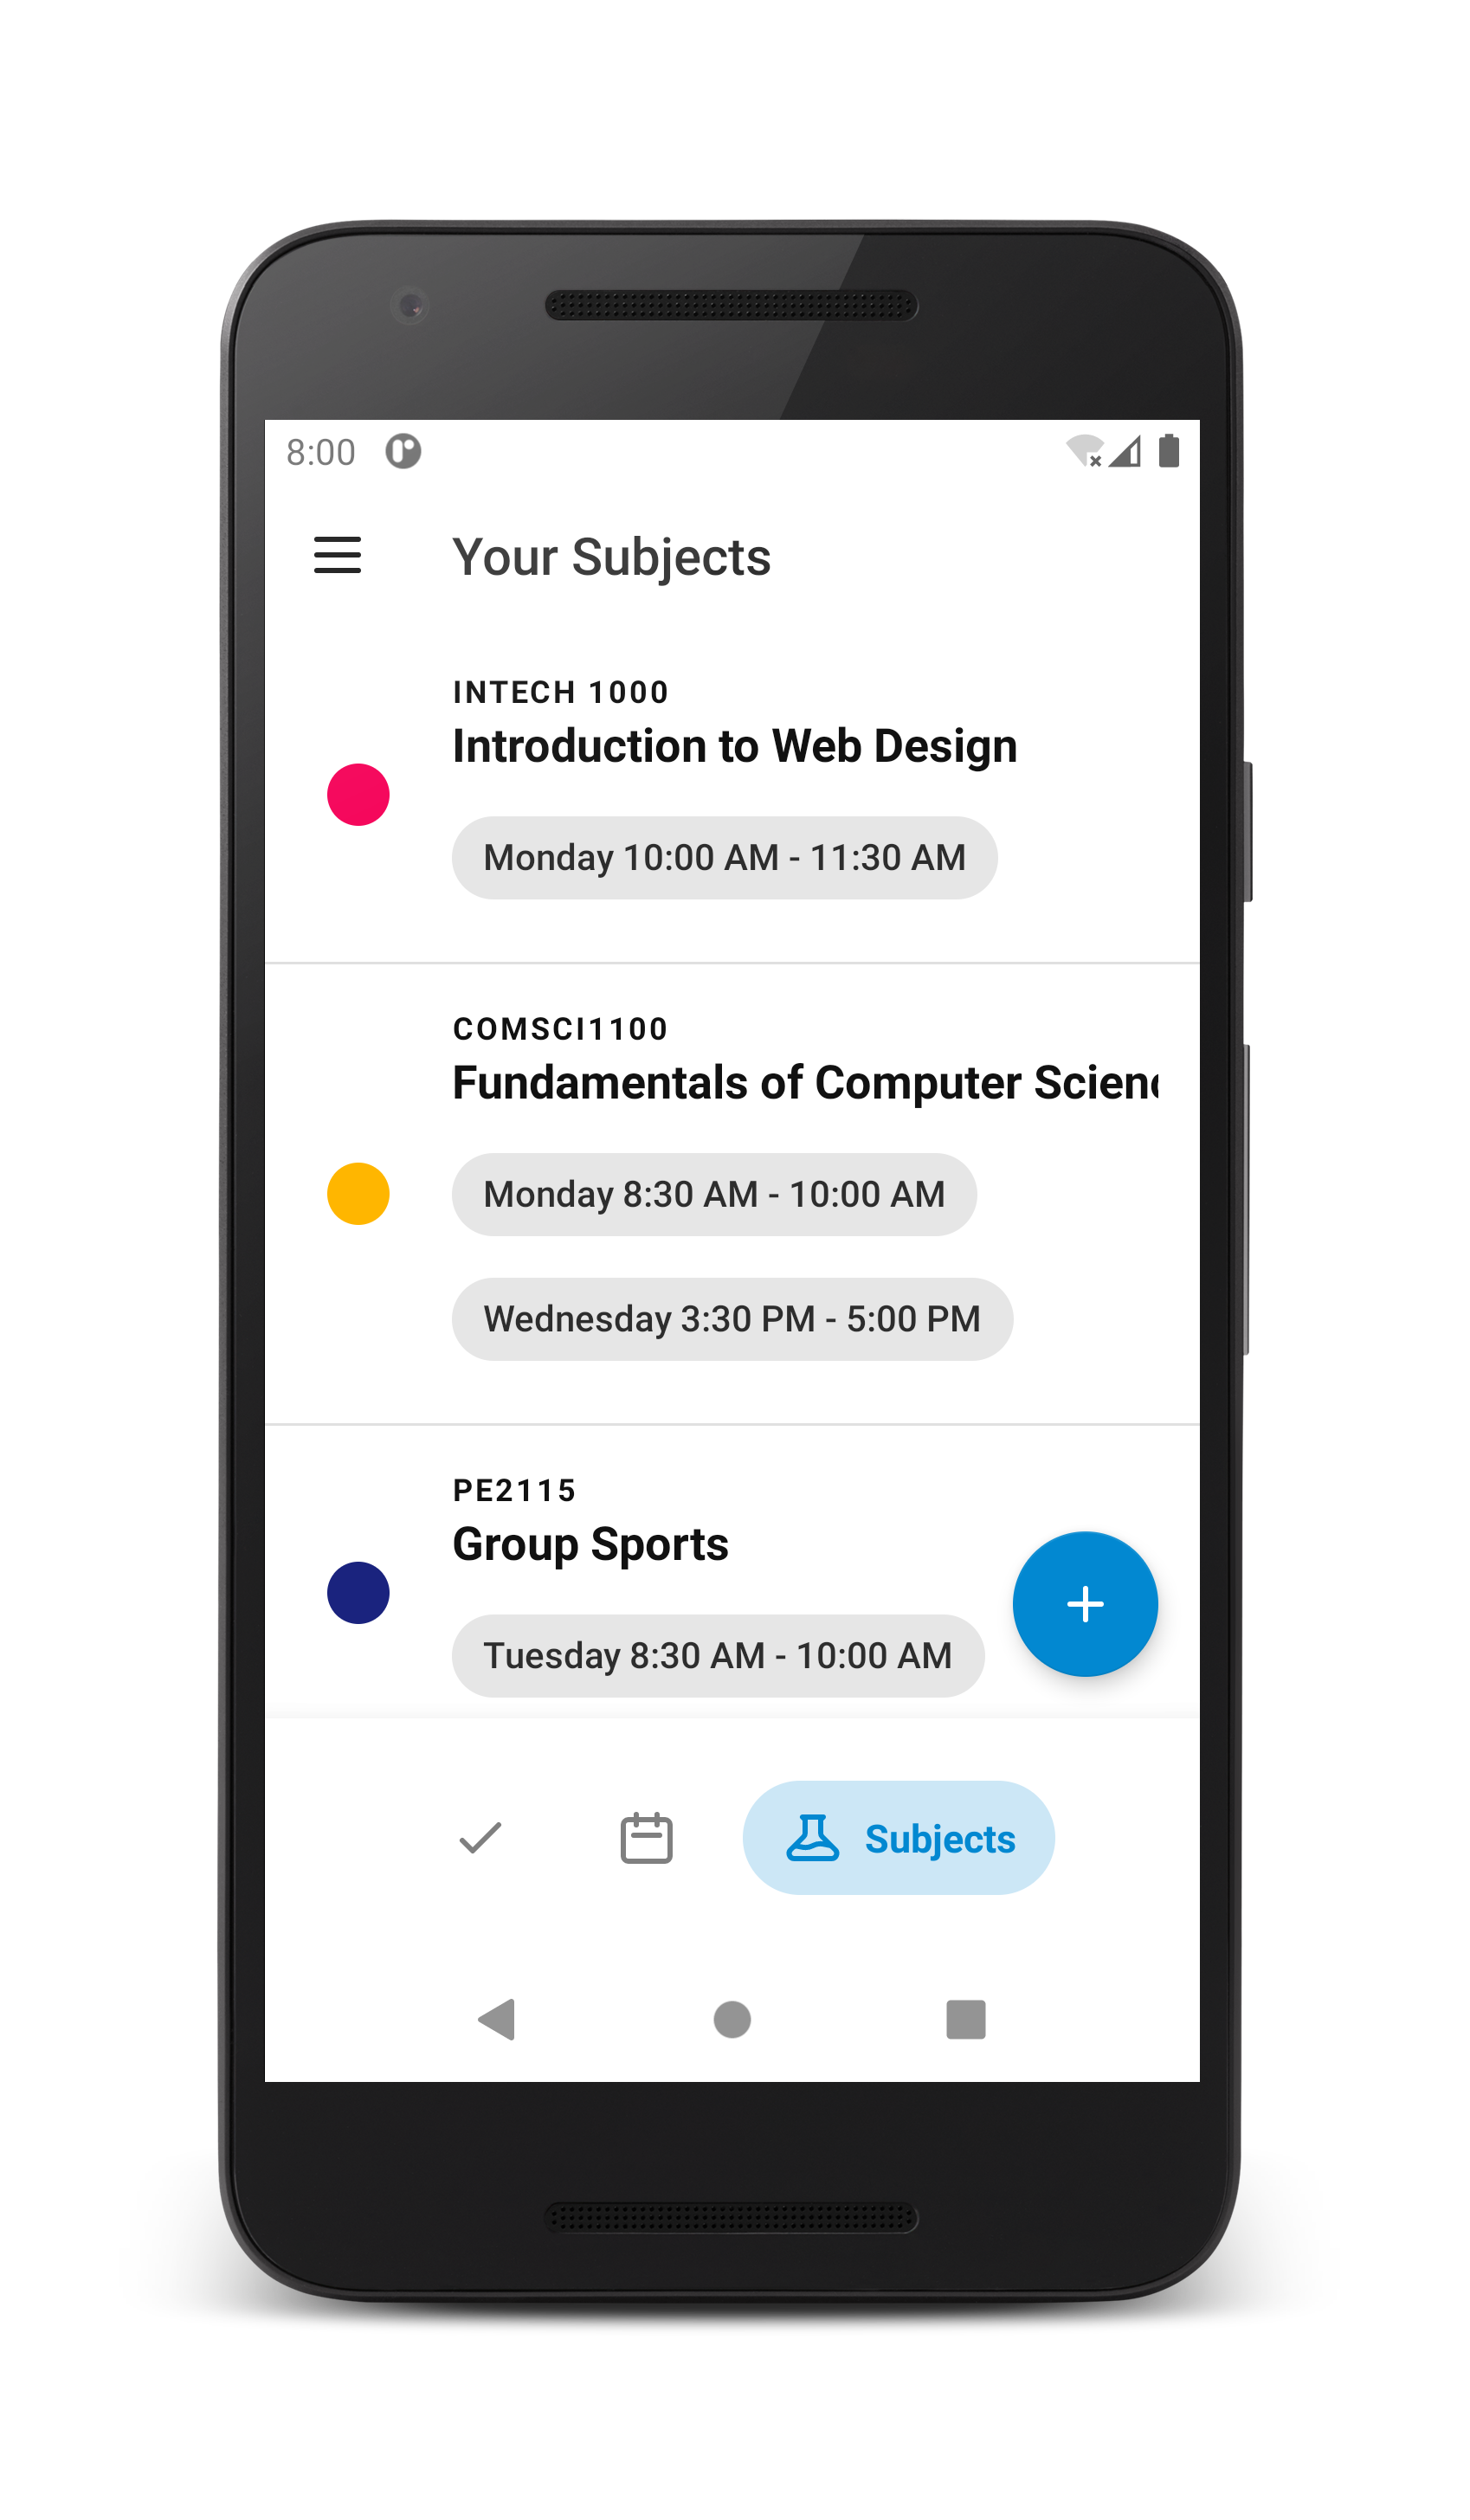 8:00
Your Subjects
INTECH 1000
Introduction to Web Design
Monday 10:00 AM - 11:30 AM
COMSCI1100
Fundamentals of Computer Scienc
Monday 8:30 AM - 10:00 AM
Wednesday 3:30 PM - 5:00 PM
PE2115
Group Sports
Tuesday 8:30 AM - 10:00 AM
Subjects